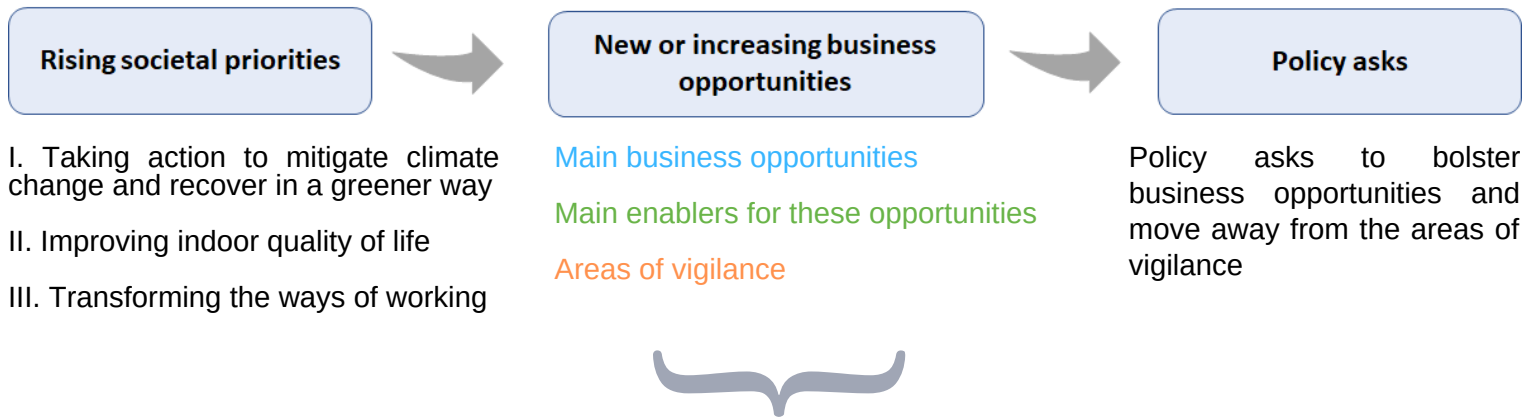 Rising societal priorities
New or increasing business
opportunities
Policy asks
I. Taking action to mitigate climate
change and recover in a greener way
II. Improving indoor quality of life
III. Transforming the ways of working
Main business opportunities
Main enablers for these opportunities
Areas of vigilance
Policy asks to bolster
business opportunities and
move away from the areas of
vigilance